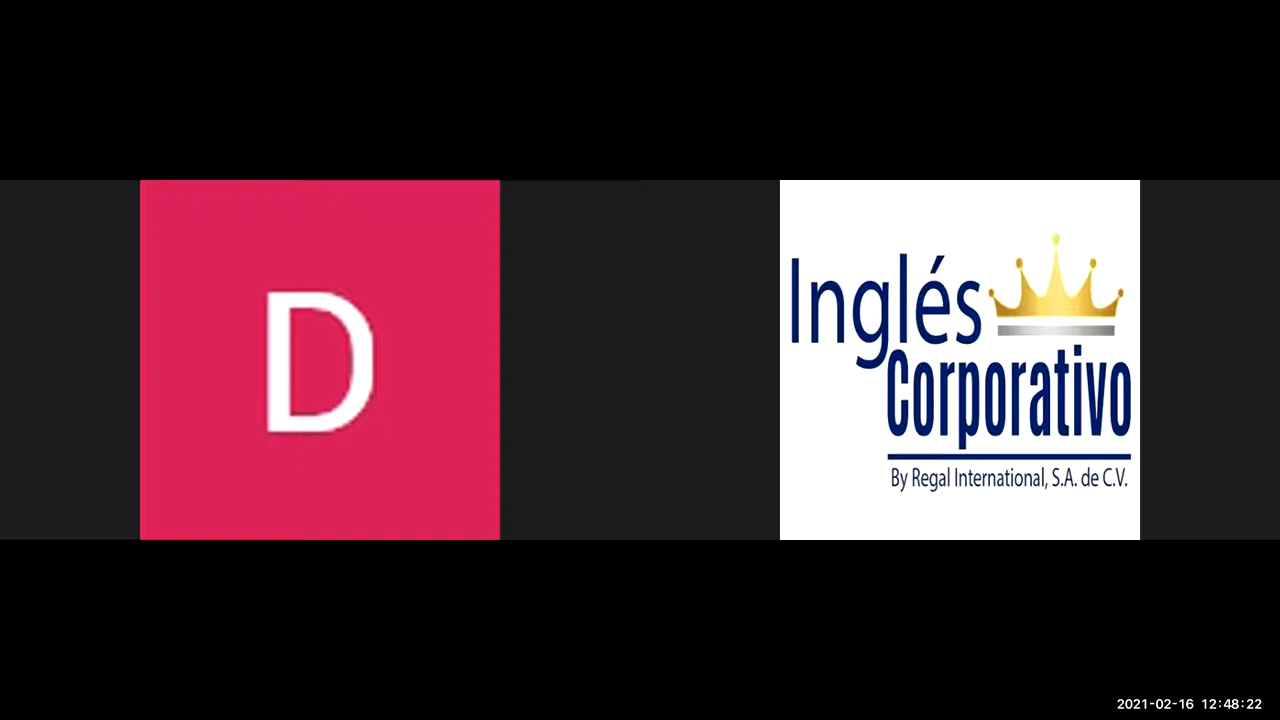 D
Inglés
Corporativo
By Regal International, S.A. de C.V.
2021-02-16 12:48:22